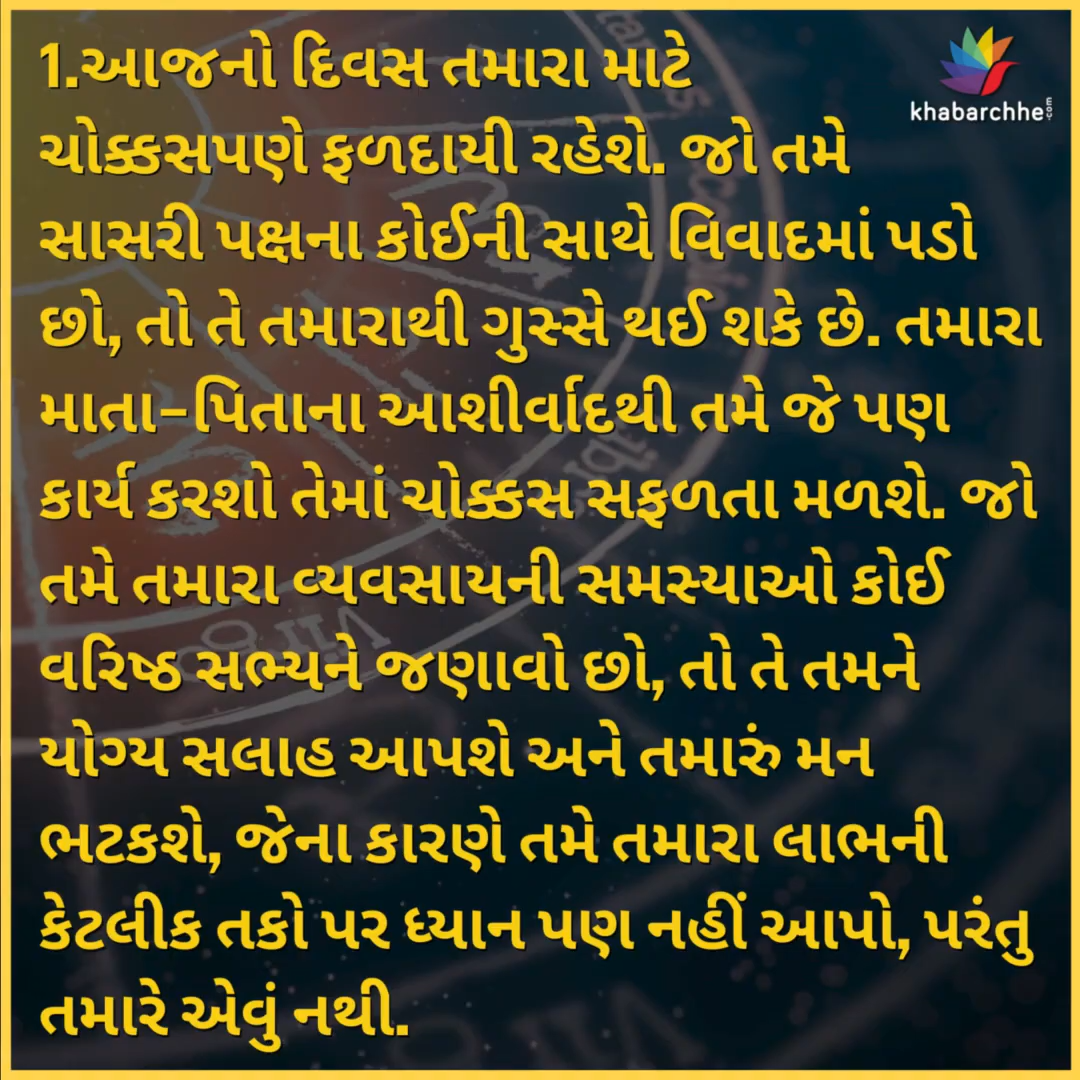 1.આજનો દિવસ તમારા માટે
khabarchhe.com
ચોક્કસપણે ફળદાયી રહેશે. જો તમે
સાસરી પક્ષના કોઈની સાથે વિવાદમાં પડો
છો, તો તે તમારાથી ગુસ્સે થઈ શકે છે. તમારા
માતા-પિતાના આશીર્વાદથી તમે જે પણ
કાર્ય કરશો તેમાં ચોક્કસ સફળતા મળશે. જો
તમે તમારા વ્યવસાયની સમસ્યાઓ કોઈ
વરિષ્ઠ સભ્યને જણાવો છો, તો તે તમને
યોગ્ય સલાહ આપશે અને તમારું મન
ભટકશે, જેના કારણે તમે તમારા લાભની
કેટલીક તકો પર ધ્યાન પણ નહીં આપો, પરંતુ
તમારે એવું નથી.